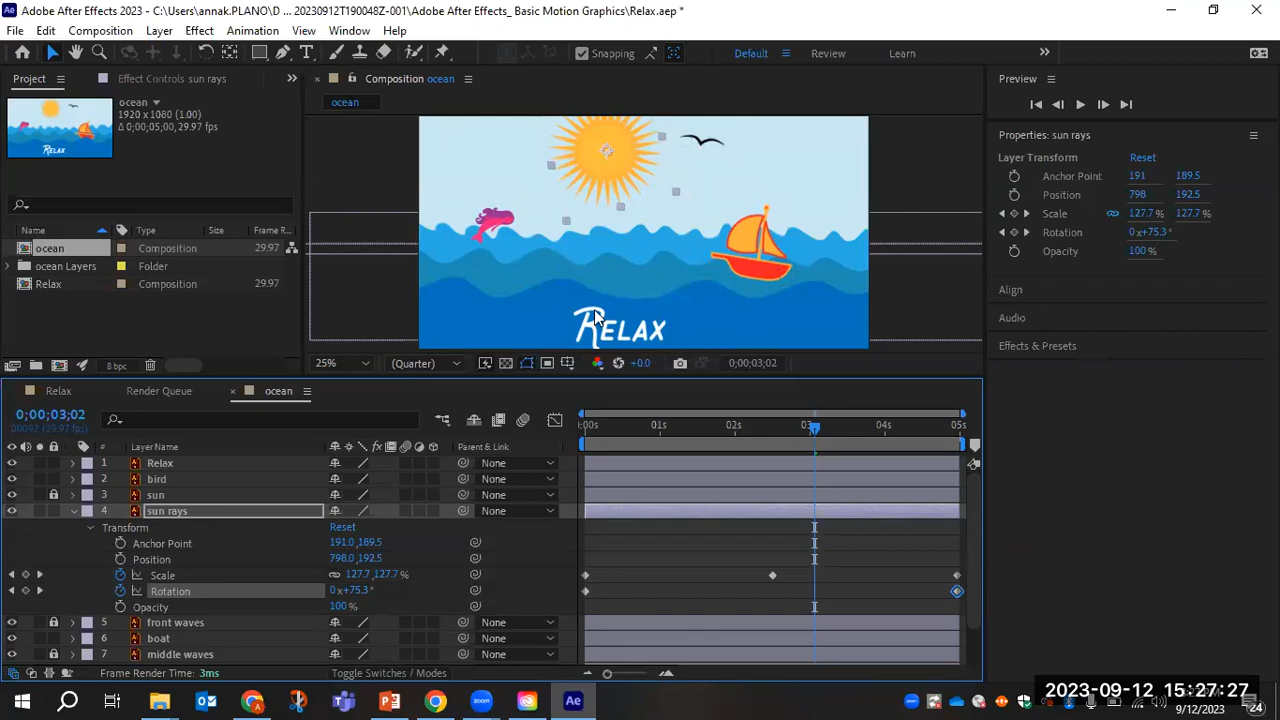 Adobe After Effects 2023 - C:\Users\annak.PLANO\D ... 20230912T190048Z-001\Adobe After Effects_ Basic Motion Graphics\Relax.aep *
File Edit Composition Layer Effect Animation View Window Help
Snapping Default Review Learn
Project Effect Controls sun rays Composition ocean Preview
ocean
1920 x 1080 (1.00)
Δ 0;00;05;00, 29.97 fps
ocean
Properties: sun rays
Layer Transform Reset
Anchor Point 191 189.5
Position 798 192.5
Scale 127.7 % 127.7 %
Rotation 0 x+75.3 °
Opacity 100 %
Align
Audio
Effects & Presets
Name Type Size Frame R...
ocean Composition 29.97
ocean Layers Folder
Relax Composition 29.97
RELAX
8 bpc 25% (Quarter) +0.0 0;00;03;02
Relax Render Queue ocean
0;00;03;02
00092 (29.97 fps)
:00s 01s 02s 03s 04s 05s
# Layer Name fx Parent & Link
1 Relax None
2 bird None
3 sun None
4 sun rays None
Transform Reset
Anchor Point 191.0,189.5
Position 798.0,192.5
Scale 127.7,127.7 %
Rotation 0 x+75.3 °
Opacity 100 %
5 front waves None
6 boat None
7 middle waves None
Frame Render Time: 3ms Toggle Switches / Modes
2023-09-12 15:27:27
9/12/2023 24